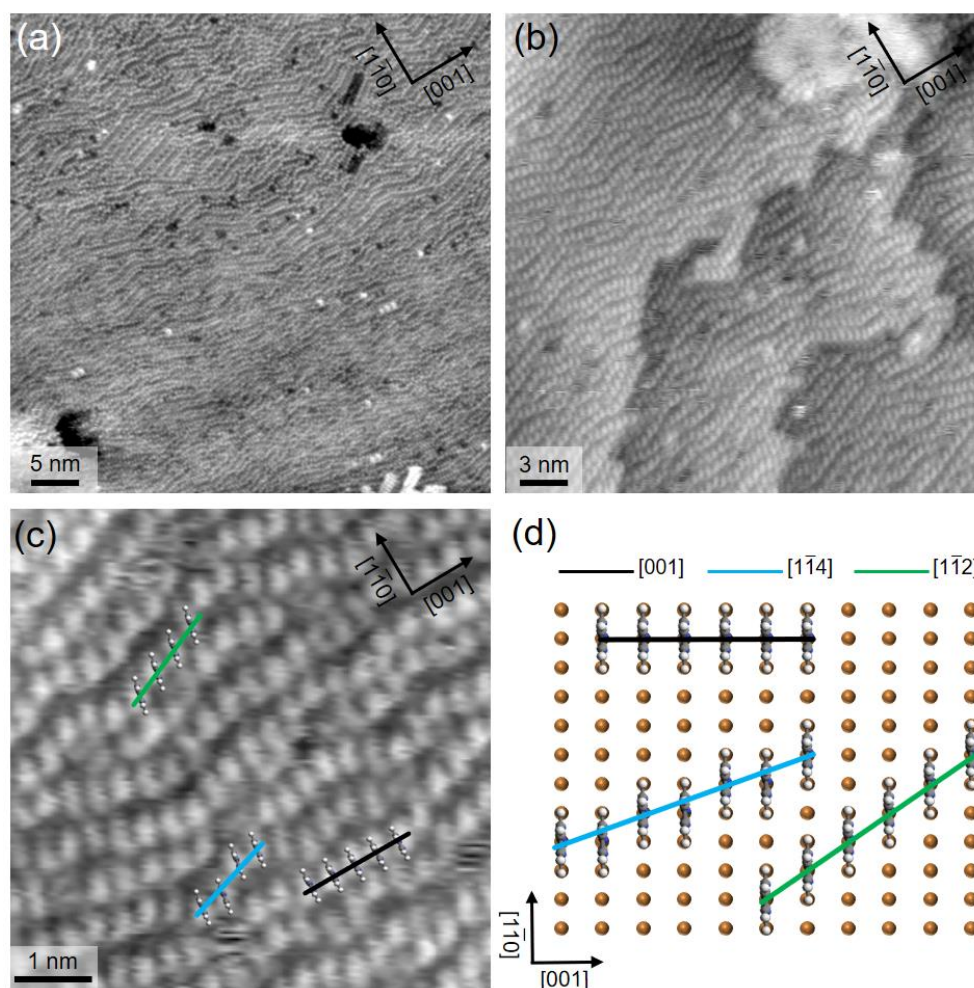 (a)
[11̄0]
[001]
5 nm
(b)
[11̄0]
[001]
3 nm
(c)
[11̄0]
[001]
1 nm
(d)
[001] [11̄4] [11̄2]
[11̄0]
[001]